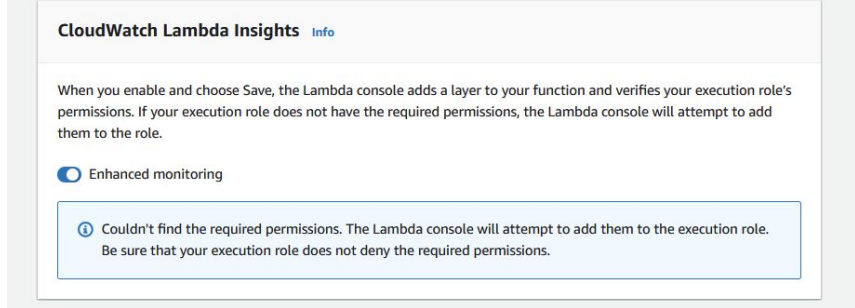 CloudWatch Lambda Insights Info
When you enable and choose Save, the Lambda console adds a layer to your function and verifies your execution role's
permissions. If your execution role does not have the required permissions, the Lambda console will attempt to add
them to the role.
Enhanced monitoring
Couldn't find the required permissions. The Lambda console will attempt to add them to the execution role.
Be sure that your execution role does not deny the required permissions.